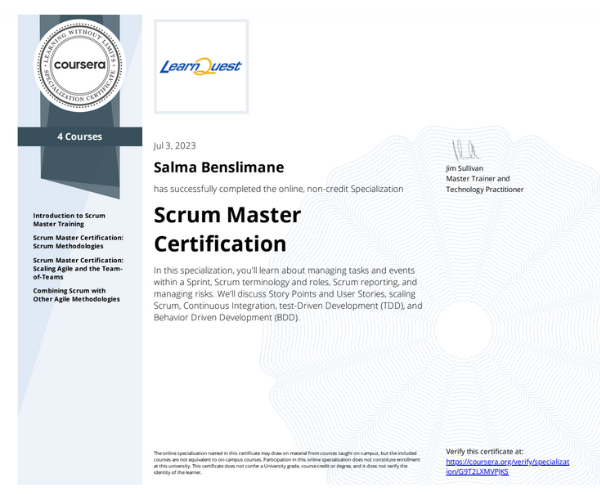 LEARNING WITHOUT LIMITS
coursera
SPECIALIZATION CERTIFICATE
4 Courses
Introduction to Scrum
Master Training
Scrum Master Certification:
Scrum Methodologies
Scrum Master Certification:
Scaling Agile and the Team-
of-Teams
Combining Scrum with
Other Agile Methodologies
LearnQuest
Jul 3, 2023
Salma Benslimane
has successfully completed the online, non-credit Specialization
Scrum Master
Certification
In this specialization, you'll learn about managing tasks and events
within a Sprint, Scrum terminology and roles, Scrum reporting, and
managing risks. We'll discuss Story Points and User Stories, scaling
Scrum, Continuous Integration, test-Driven Development (TDD), and
Behavior Driven Development (BDD).
Jim Sullivan
Master Trainer and
Technology Practitioner
The online specialization named in this certificate may draw on material from courses taught on-campus, but the included
courses are not equivalent to on-campus courses. Participation in this online specialization does not constitute enrollment
at this university. This certificate does not confer a University grade, course credit or degree, and it does not verify the
identity of the learner.
Verify this certificate at:
https://coursera.org/verify/specializat
ion/G9T2LXMVPJKS